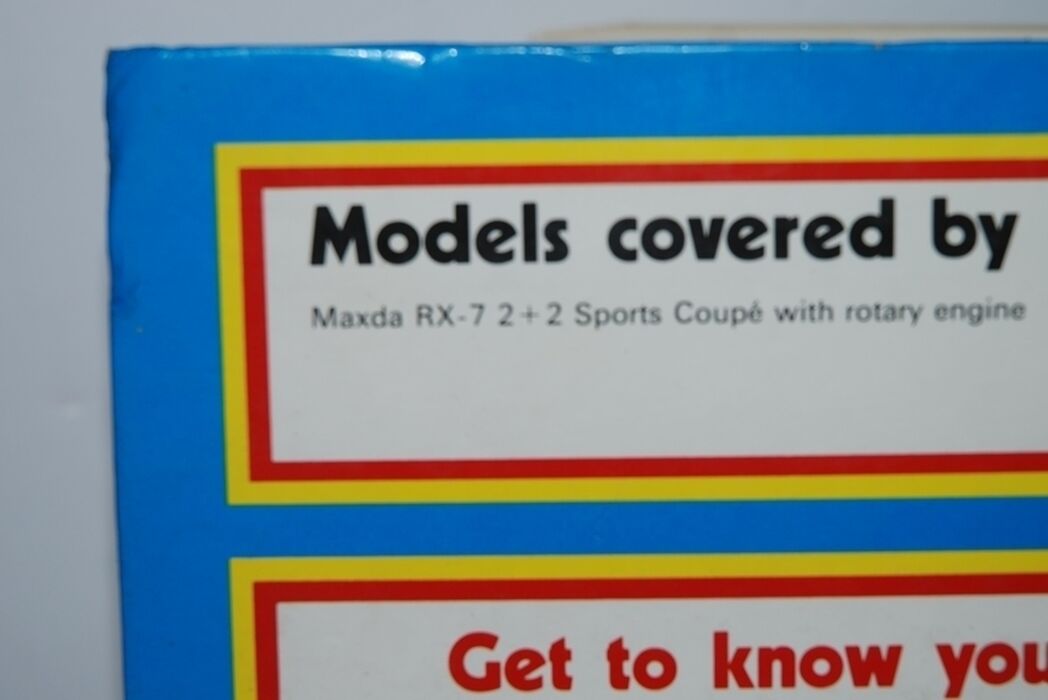 Models covered by
Maxda RX-7 2+2 Sports Coupé with rotary engine
Get to know you